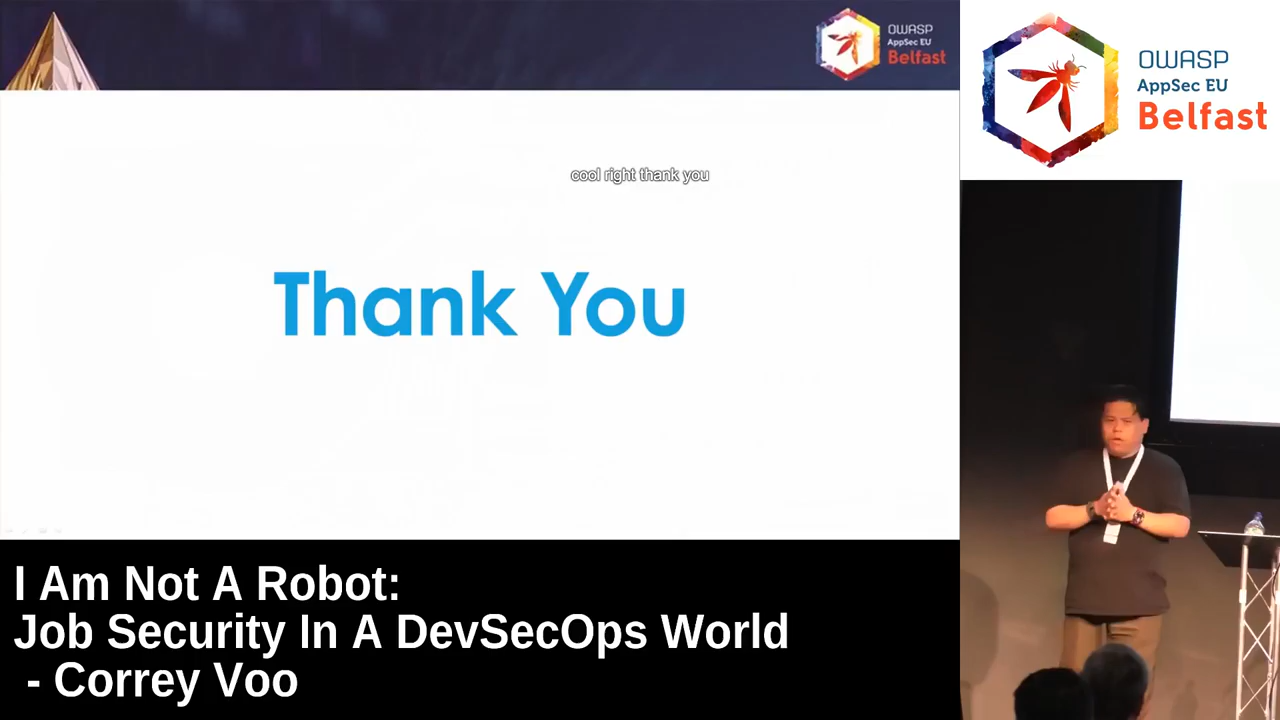 OWASP
AppSec EU
Belfast
cool right thank you
Thank You
OWASP
AppSec EU
Belfast
I Am Not A Robot:
Job Security In A DevSecOps World
- Correy Voo